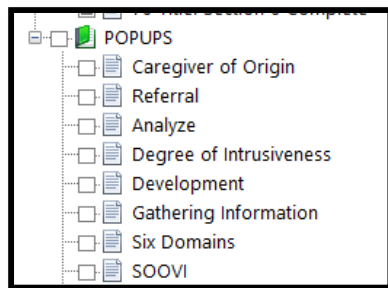 POPUPS
Caregiver of Origin
Referral
Analyze
Degree of Intrusiveness
Development
Gathering Information
Six Domains
SOOVI